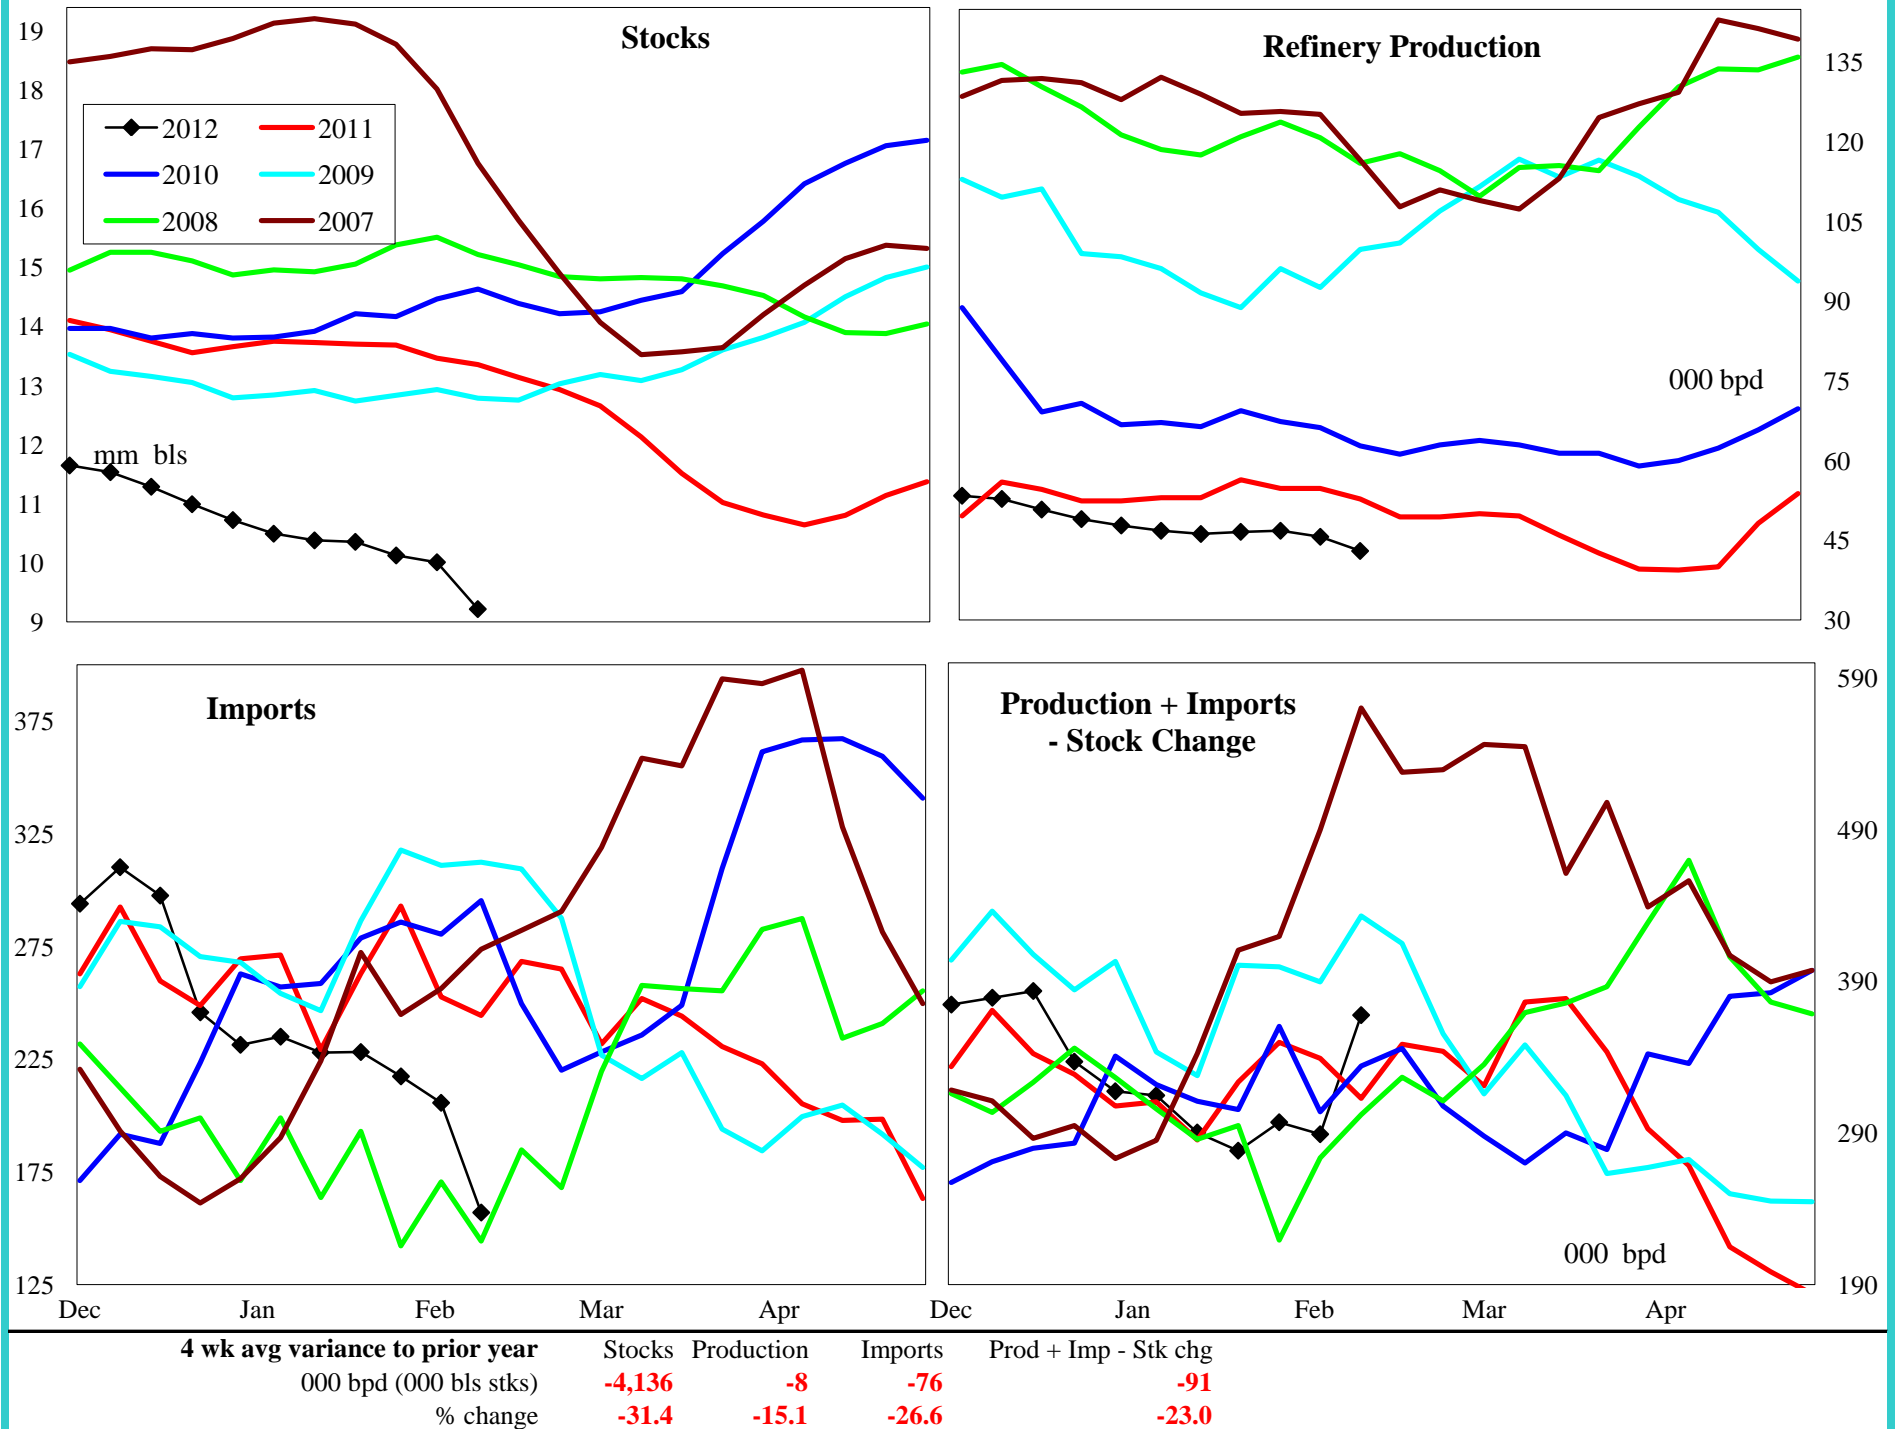 Stocks
19
18
17
16
15
14
13
12
11
10
9
2012
2011
2010
2009
2008
2007
mm bls
Refinery Production
135
120
105
90
75
60
45
30
000 bpd
Imports
375
325
275
225
175
125
Dec Jan Feb Mar Apr
Production + Imports
- Stock Change
590
490
390
290
190
000 bpd
Dec Jan Feb Mar Apr
4 wk avg variance to prior year Stocks Production Imports Prod + Imp - Stk chg
000 bpd (000 bls stks) -4,136 -8 -76 -91
% change -31.4 -15.1 -26.6 -23.0